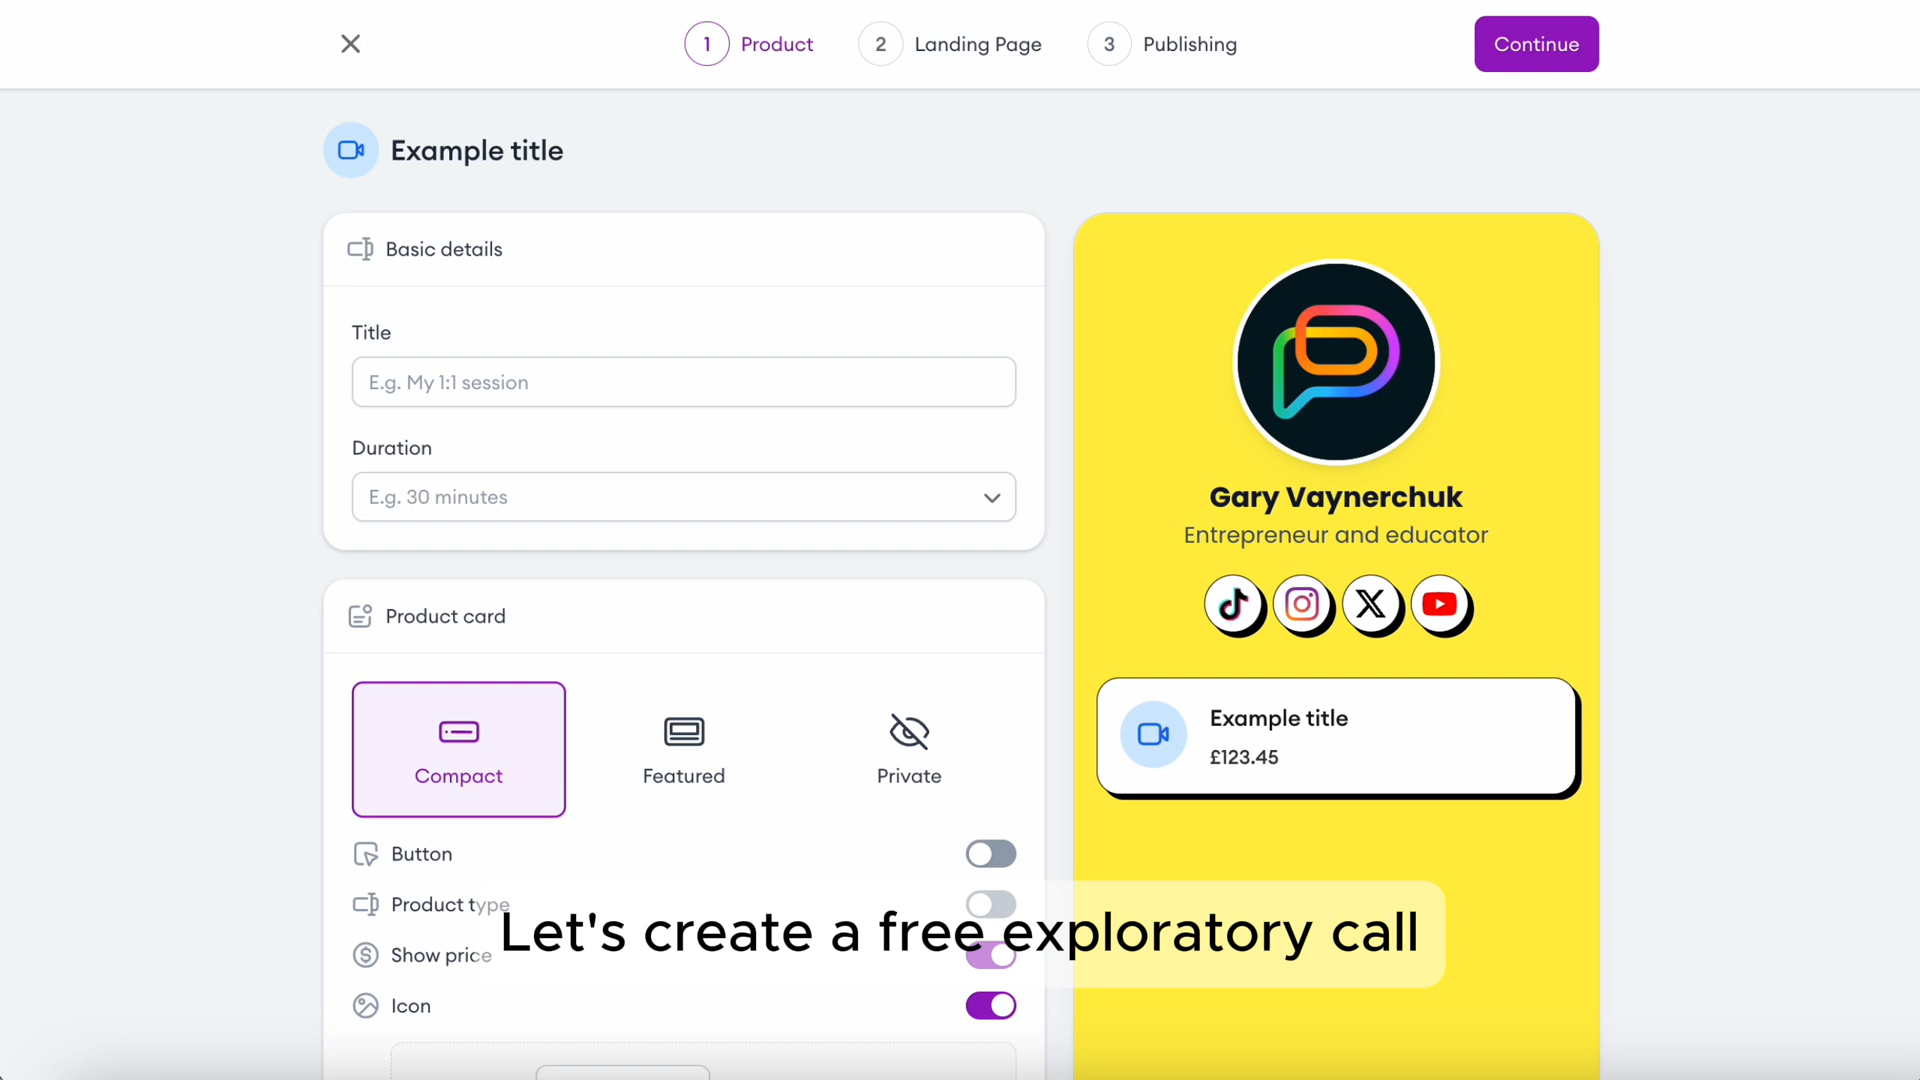 1 Product 2 Landing Page 3 Publishing Continue
Example title
Basic details
Title
E.g. My 1:1 session
Duration
E.g. 30 minutes
Product card
Compact Featured Private
Button
Product type
Show price
Icon
Gary Vaynerchuk
Entrepreneur and educator
Example title
£123.45
Let's create a free exploratory call